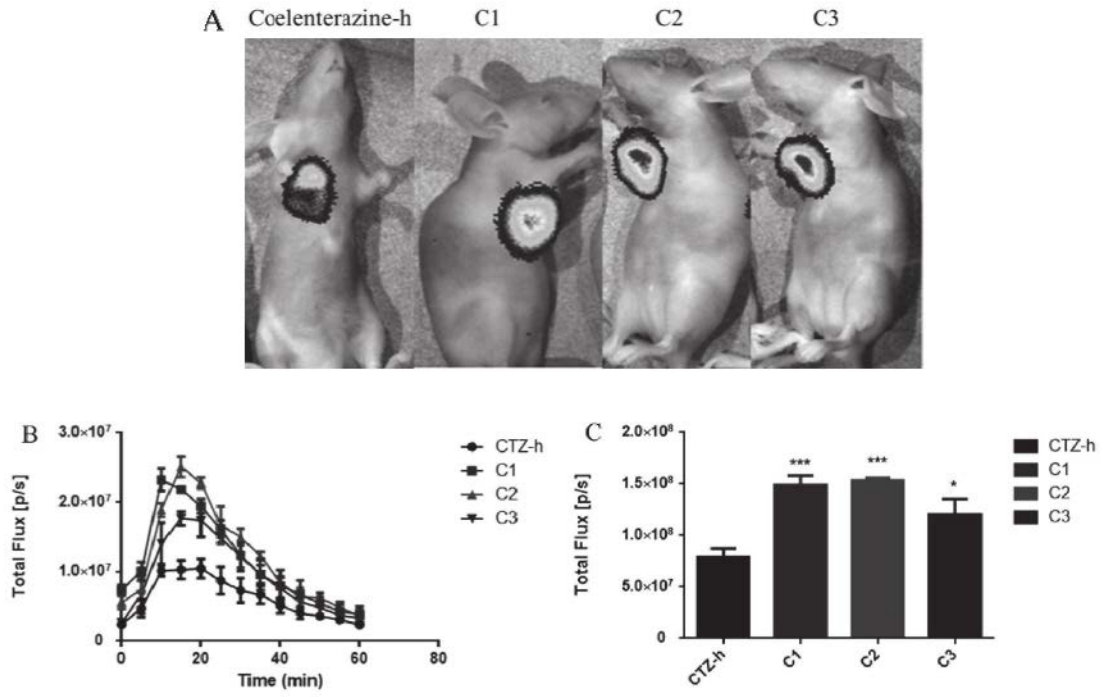 A
Coelenterazine-h C1 C2 C3
B
3.0×10⁷
2.0×10⁷
1.0×10⁷
0
Total Flux [p/s]
0 20 40 60 80
Time (min)
CTZ-h
C1
C2
C3
C
2.0×10⁸
1.5×10⁸
1.0×10⁸
5.0×10⁷
0
Total Flux [p/s]
*** *** *
CTZ-h C1 C2 C3
CTZ-h
C1
C2
C3